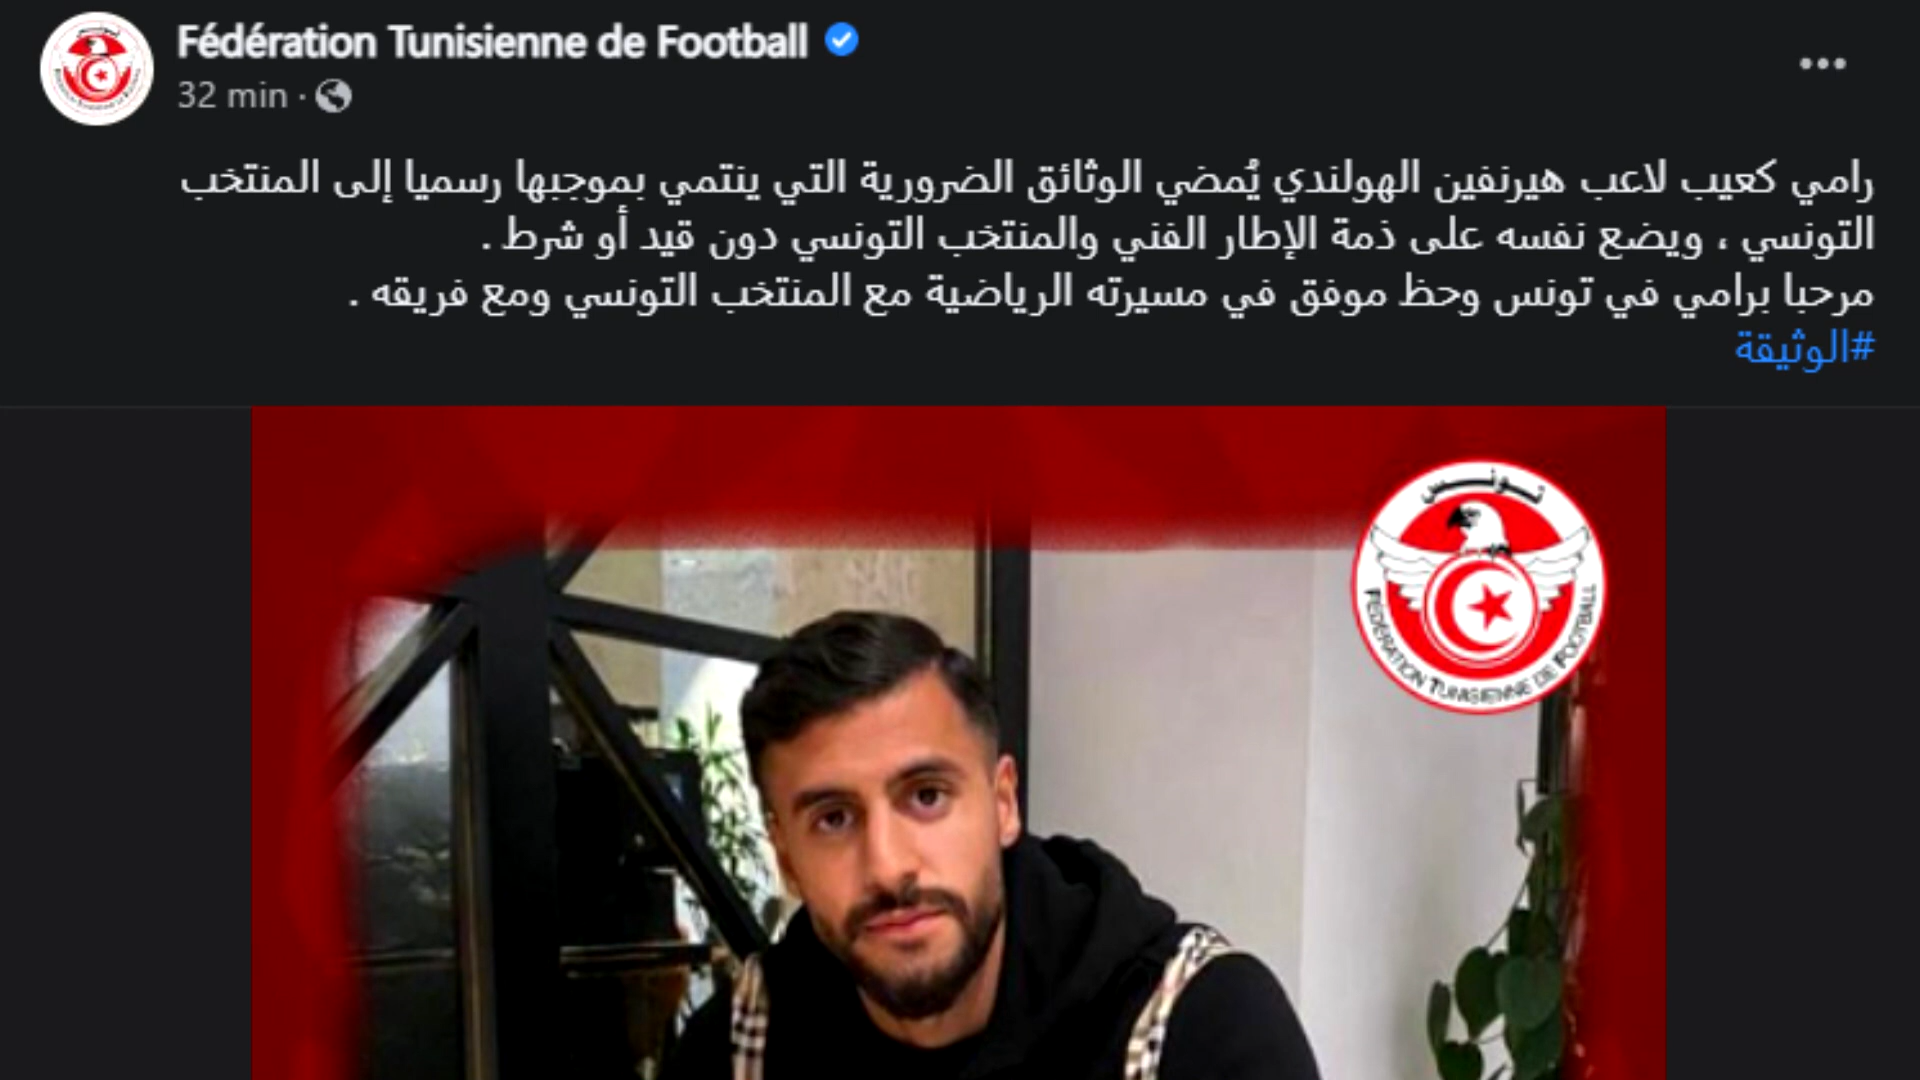 Fédération Tunisienne de Football
32 min ·
رامي كعيب لاعب هيرنفين الهولندي يُمضي الوثائق الضرورية التي ينتمي بموجبها رسميا إلى المنتخب
التونسي ، ويضع نفسه على ذمة الإطار الفني والمنتخب التونسي دون قيد أو شرط .
مرحبا برامي في تونس وحظ موفق في مسيرته الرياضية مع المنتخب التونسي ومع فريقه .
#الوثيقة
تونس
FÉDÉRATION TUNISIENNE DE FOOTBALL